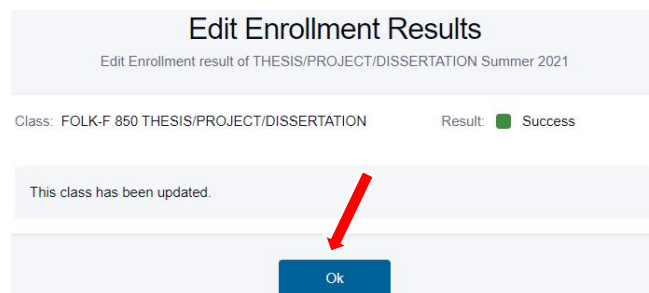 Edit Enrollment Results
Edit Enrollment result of THESIS/PROJECT/DISSERTATION Summer 2021
Class: FOLK-F 850 THESIS/PROJECT/DISSERTATION Result: Success
This class has been updated.
Ok